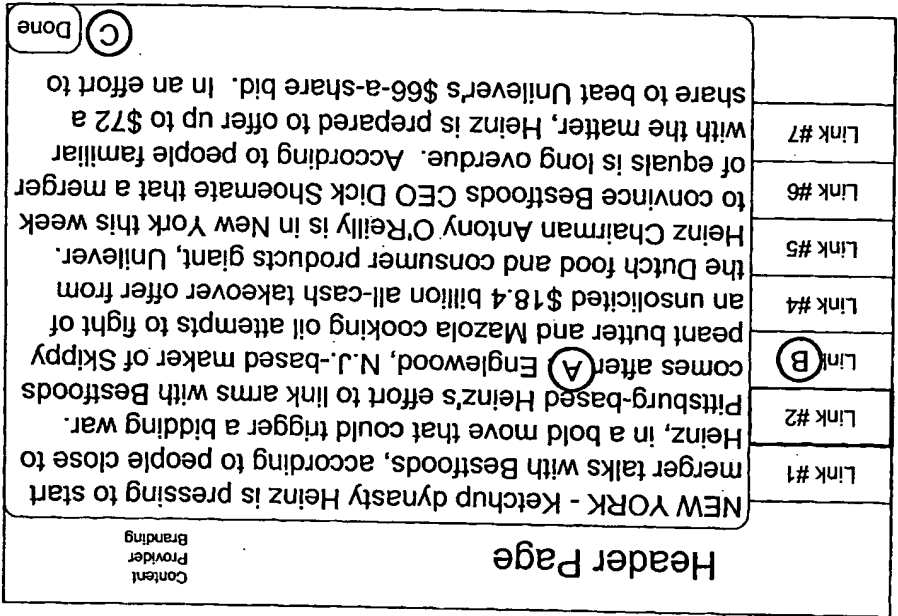 Header Page
Content
Provider
Branding
Link #1
Link #2
Link B
Link #4
Link #5
Link #6
Link #7
NEW YORK - Ketchup dynasty Heinz is pressing to start
merger talks with Bestfoods, according to people close to
Heinz, in a bold move that could trigger a bidding war.
Pittsburg-based Heinz's effort to link arms with Bestfoods
comes after A Englewood, N.J.-based maker of Skippy
peant butter and Mazola cooking oil attempts to fight of
an unsolicited $18.4 billion all-cash takeover offer from
the Dutch food and consumer products giant, Unilever.
Heinz Chairman Antony O'Reilly is in New York this week
to convince Bestfoods CEO Dick Shoemate that a merger
of equals is long overdue. According to people familiar
with the matter, Heinz is prepared to offer up to $72 a
share to beat Unilever's $66-a-share bid. In an effort to
C Done